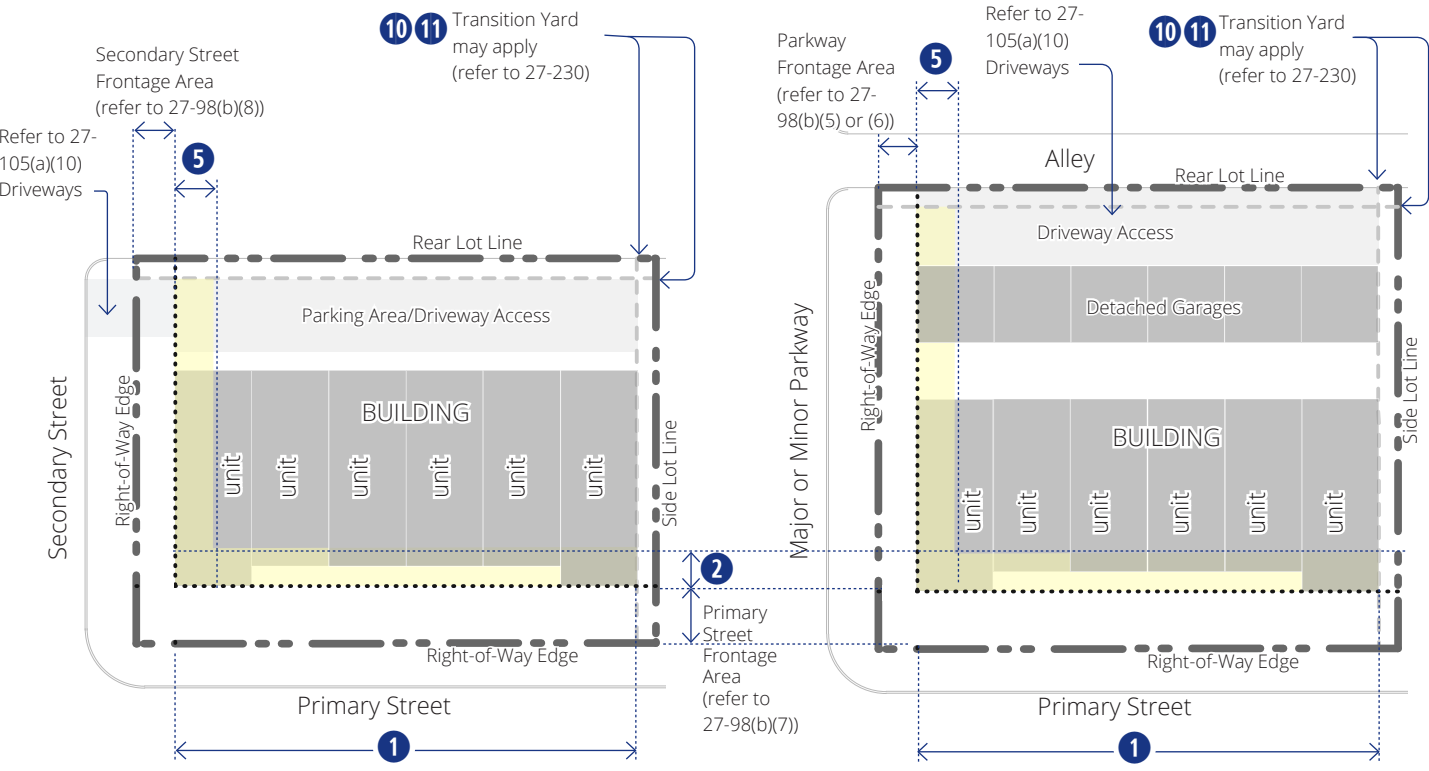 10 11 Transition Yard
may apply
(refer to 27-230)
Secondary Street
Frontage Area
(refer to 27-98(b)(8))
Refer to 27-
105(a)(10)
Driveways
5
Rear Lot Line
Parking Area/Driveway Access
BUILDING
unit
unit
unit
unit
unit
unit
Secondary Street
Right-of-Way Edge
Side Lot Line
2
Primary
Street
Frontage
Area
(refer to
27-98(b)(7))
Right-of-Way Edge
Primary Street
1
Parkway
Frontage Area
(refer to 27-
98(b)(5) or (6))
5
Refer to 27-
105(a)(10)
Driveways
10 11 Transition Yard
may apply
(refer to 27-230)
Alley
Rear Lot Line
Driveway Access
Detached Garages
BUILDING
unit
unit
unit
unit
unit
unit
Major or Minor Parkway
Right-of-Way Edge
Side Lot Line
Right-of-Way Edge
Primary Street
1